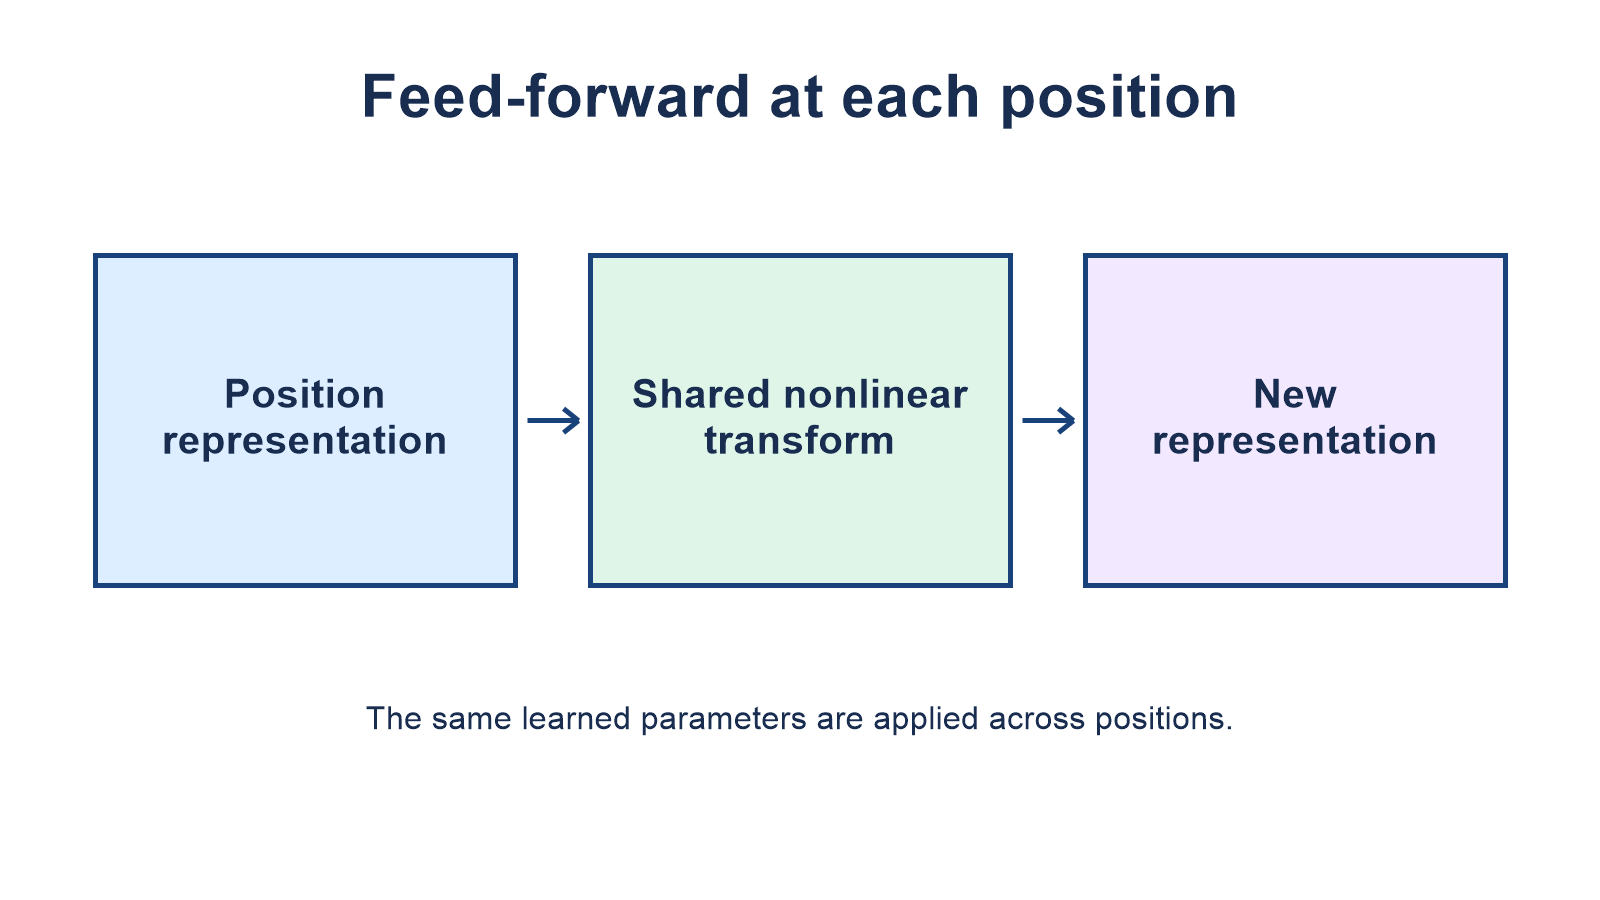 Feed-forward at each position
Position
representation
Shared nonlinear
transform
New
representation
The same learned parameters are applied across positions.